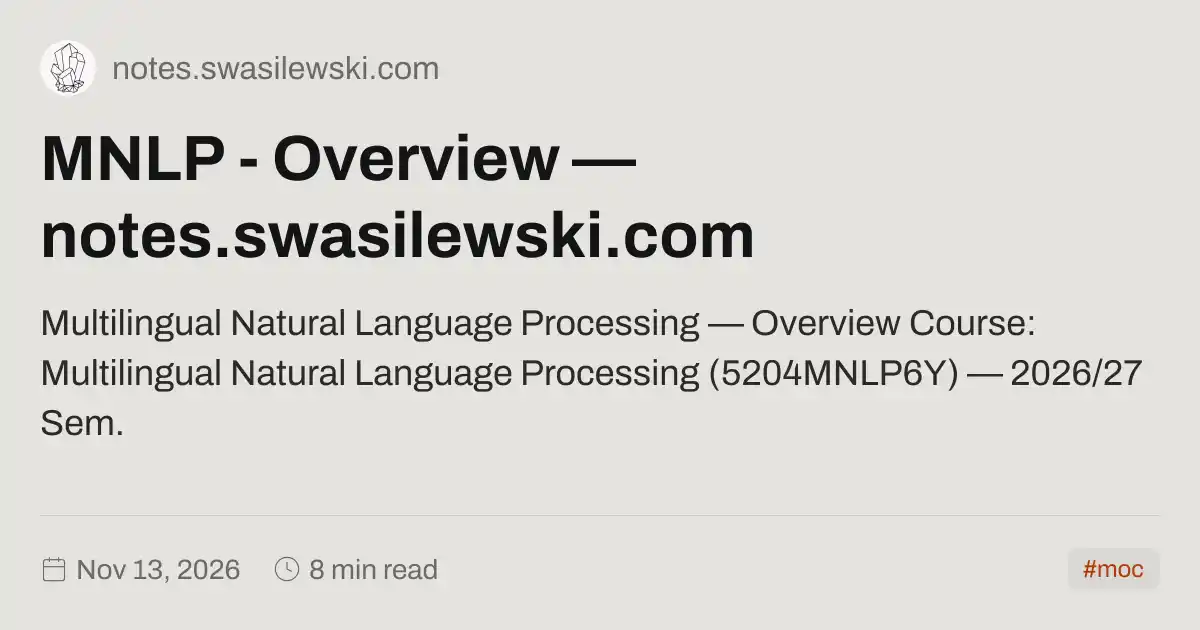 notes.swasilewski.com
MNLP - Overview —
notes.swasilewski.com
Multilingual Natural Language Processing — Overview Course:
Multilingual Natural Language Processing (5204MNLP6Y) — 2026/27
Sem.
Nov 13, 2026
8 min read
#moc